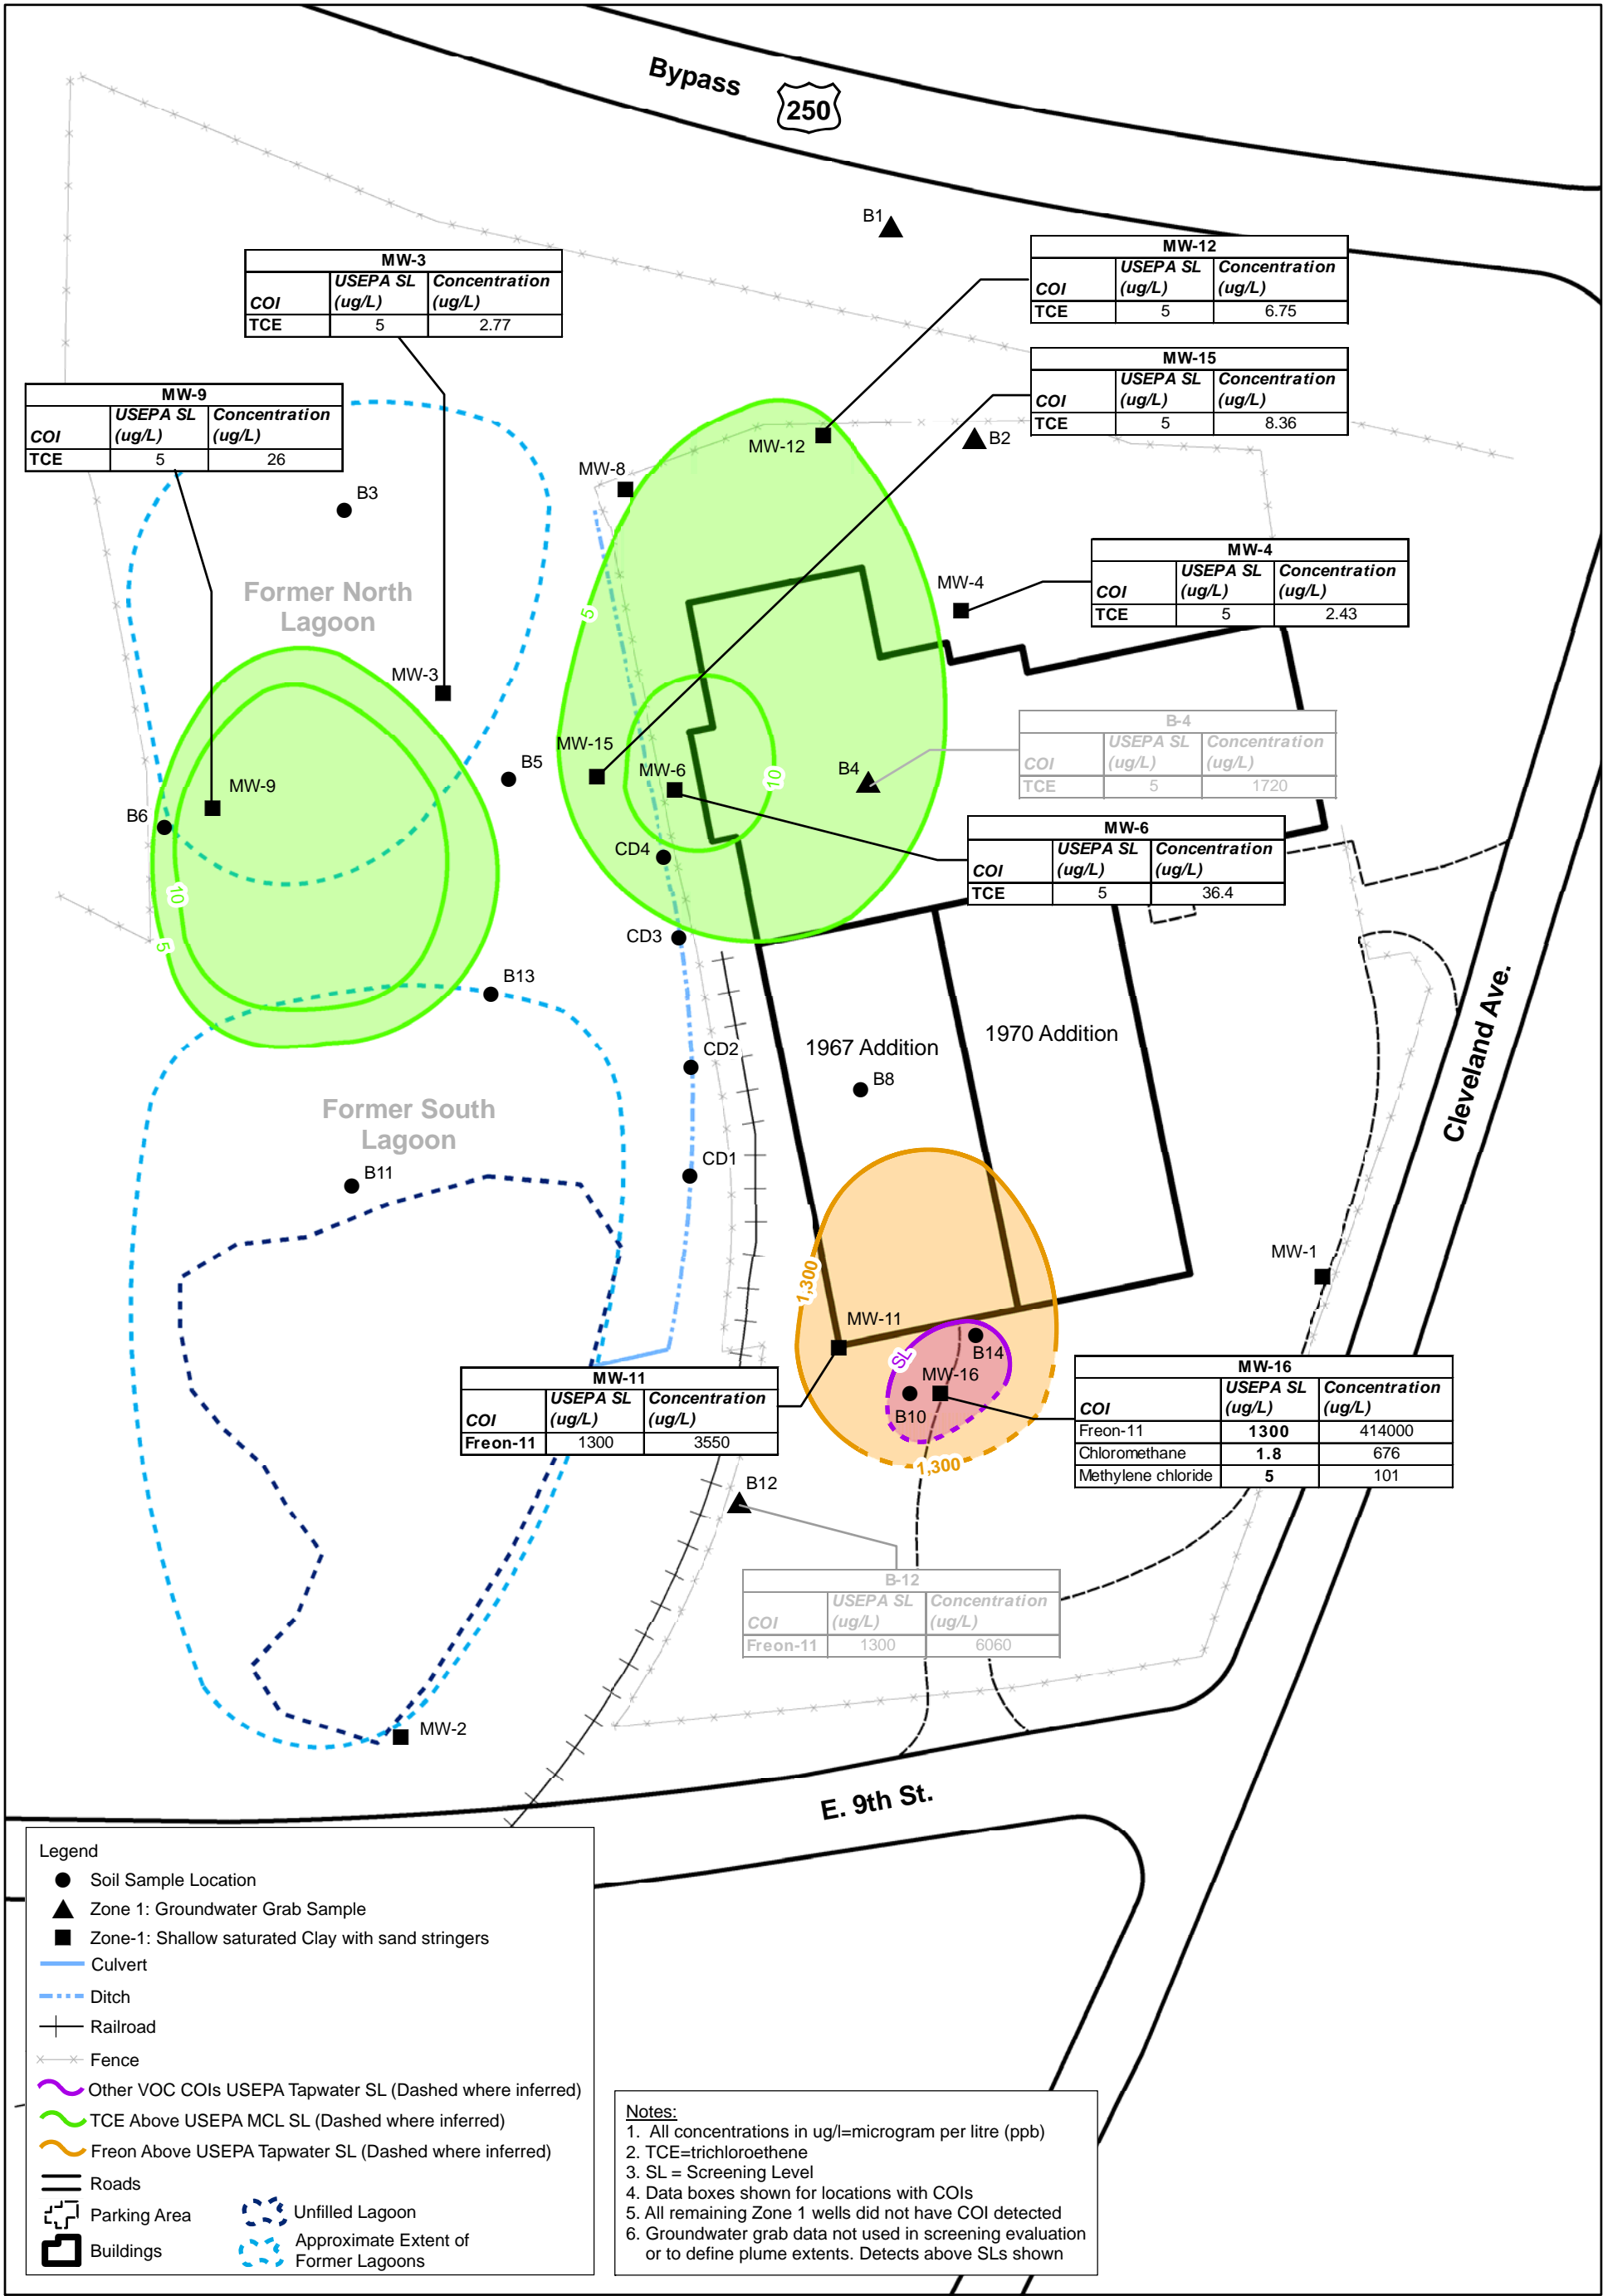 Bypass
250
B1
MW-3
COI USEPA SL (ug/L) Concentration (ug/L)
TCE 5 2.77
MW-12
COI USEPA SL (ug/L) Concentration (ug/L)
TCE 5 6.75
MW-15
COI USEPA SL (ug/L) Concentration (ug/L)
TCE 5 8.36
MW-9
COI USEPA SL (ug/L) Concentration (ug/L)
TCE 5 26
MW-12
B2
MW-8
B3
MW-4
COI USEPA SL (ug/L) Concentration (ug/L)
TCE 5 2.43
MW-4
Former North
Lagoon
5
MW-3
B-4
COI USEPA SL (ug/L) Concentration (ug/L)
TCE 5 1720
MW-15
B5
MW-6
10
B4
MW-9
B6
MW-6
COI USEPA SL (ug/L) Concentration (ug/L)
TCE 5 36.4
CD4
10
5
CD3
B13
CD2
1967 Addition
1970 Addition
B8
Cleveland Ave.
Former South
Lagoon
B11
CD1
MW-1
1,300
MW-11
B14
SL
MW-16
B10
MW-11
COI USEPA SL (ug/L) Concentration (ug/L)
Freon-11 1300 3550
MW-16
COI USEPA SL (ug/L) Concentration (ug/L)
Freon-11 1300 414000
Chloromethane 1.8 676
Methylene chloride 5 101
1,300
B12
B-12
COI USEPA SL (ug/L) Concentration (ug/L)
Freon-11 1300 6060
MW-2
E. 9th St.
Legend
Soil Sample Location
Zone 1: Groundwater Grab Sample
Zone-1: Shallow saturated Clay with sand stringers
Culvert
Ditch
Railroad
Fence
Other VOC COIs USEPA Tapwater SL (Dashed where inferred)
TCE Above USEPA MCL SL (Dashed where inferred)
Freon Above USEPA Tapwater SL (Dashed where inferred)
Roads
Parking Area
Buildings
Unfilled Lagoon
Approximate Extent of
Former Lagoons
Notes:
1. All concentrations in ug/l=microgram per litre (ppb)
2. TCE=trichloroethene
3. SL = Screening Level
4. Data boxes shown for locations with COIs
5. All remaining Zone 1 wells did not have COI detected
6. Groundwater grab data not used in screening evaluation
or to define plume extents. Detects above SLs shown